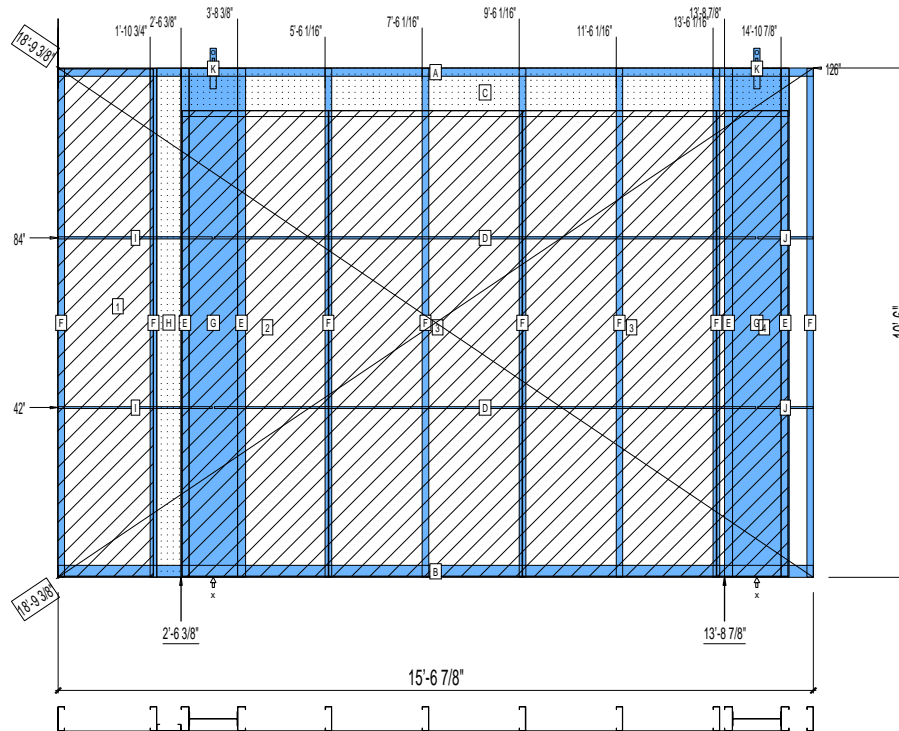 3'-8 3/8"
7'-6 1/16"
9'-6 1/16"
13'-8 7/8"
2'-6 3/8"
1'-10 3/4"
5'-6 1/16"
11'-6 1/16"
13'-6 1/16"
14'-10 7/8"
18'-9 3/8"
K
A
K
126"
C
84"
I
D
J
1
F
F
H
E
G
E
2
F
F
3
F
F
3
F
E
G
4
E
F
10'-6"
42"
I
D
J
B
x
x
18'-9 3/8"
2'-6 3/8"
13'-8 7/8"
15'-6 7/8"